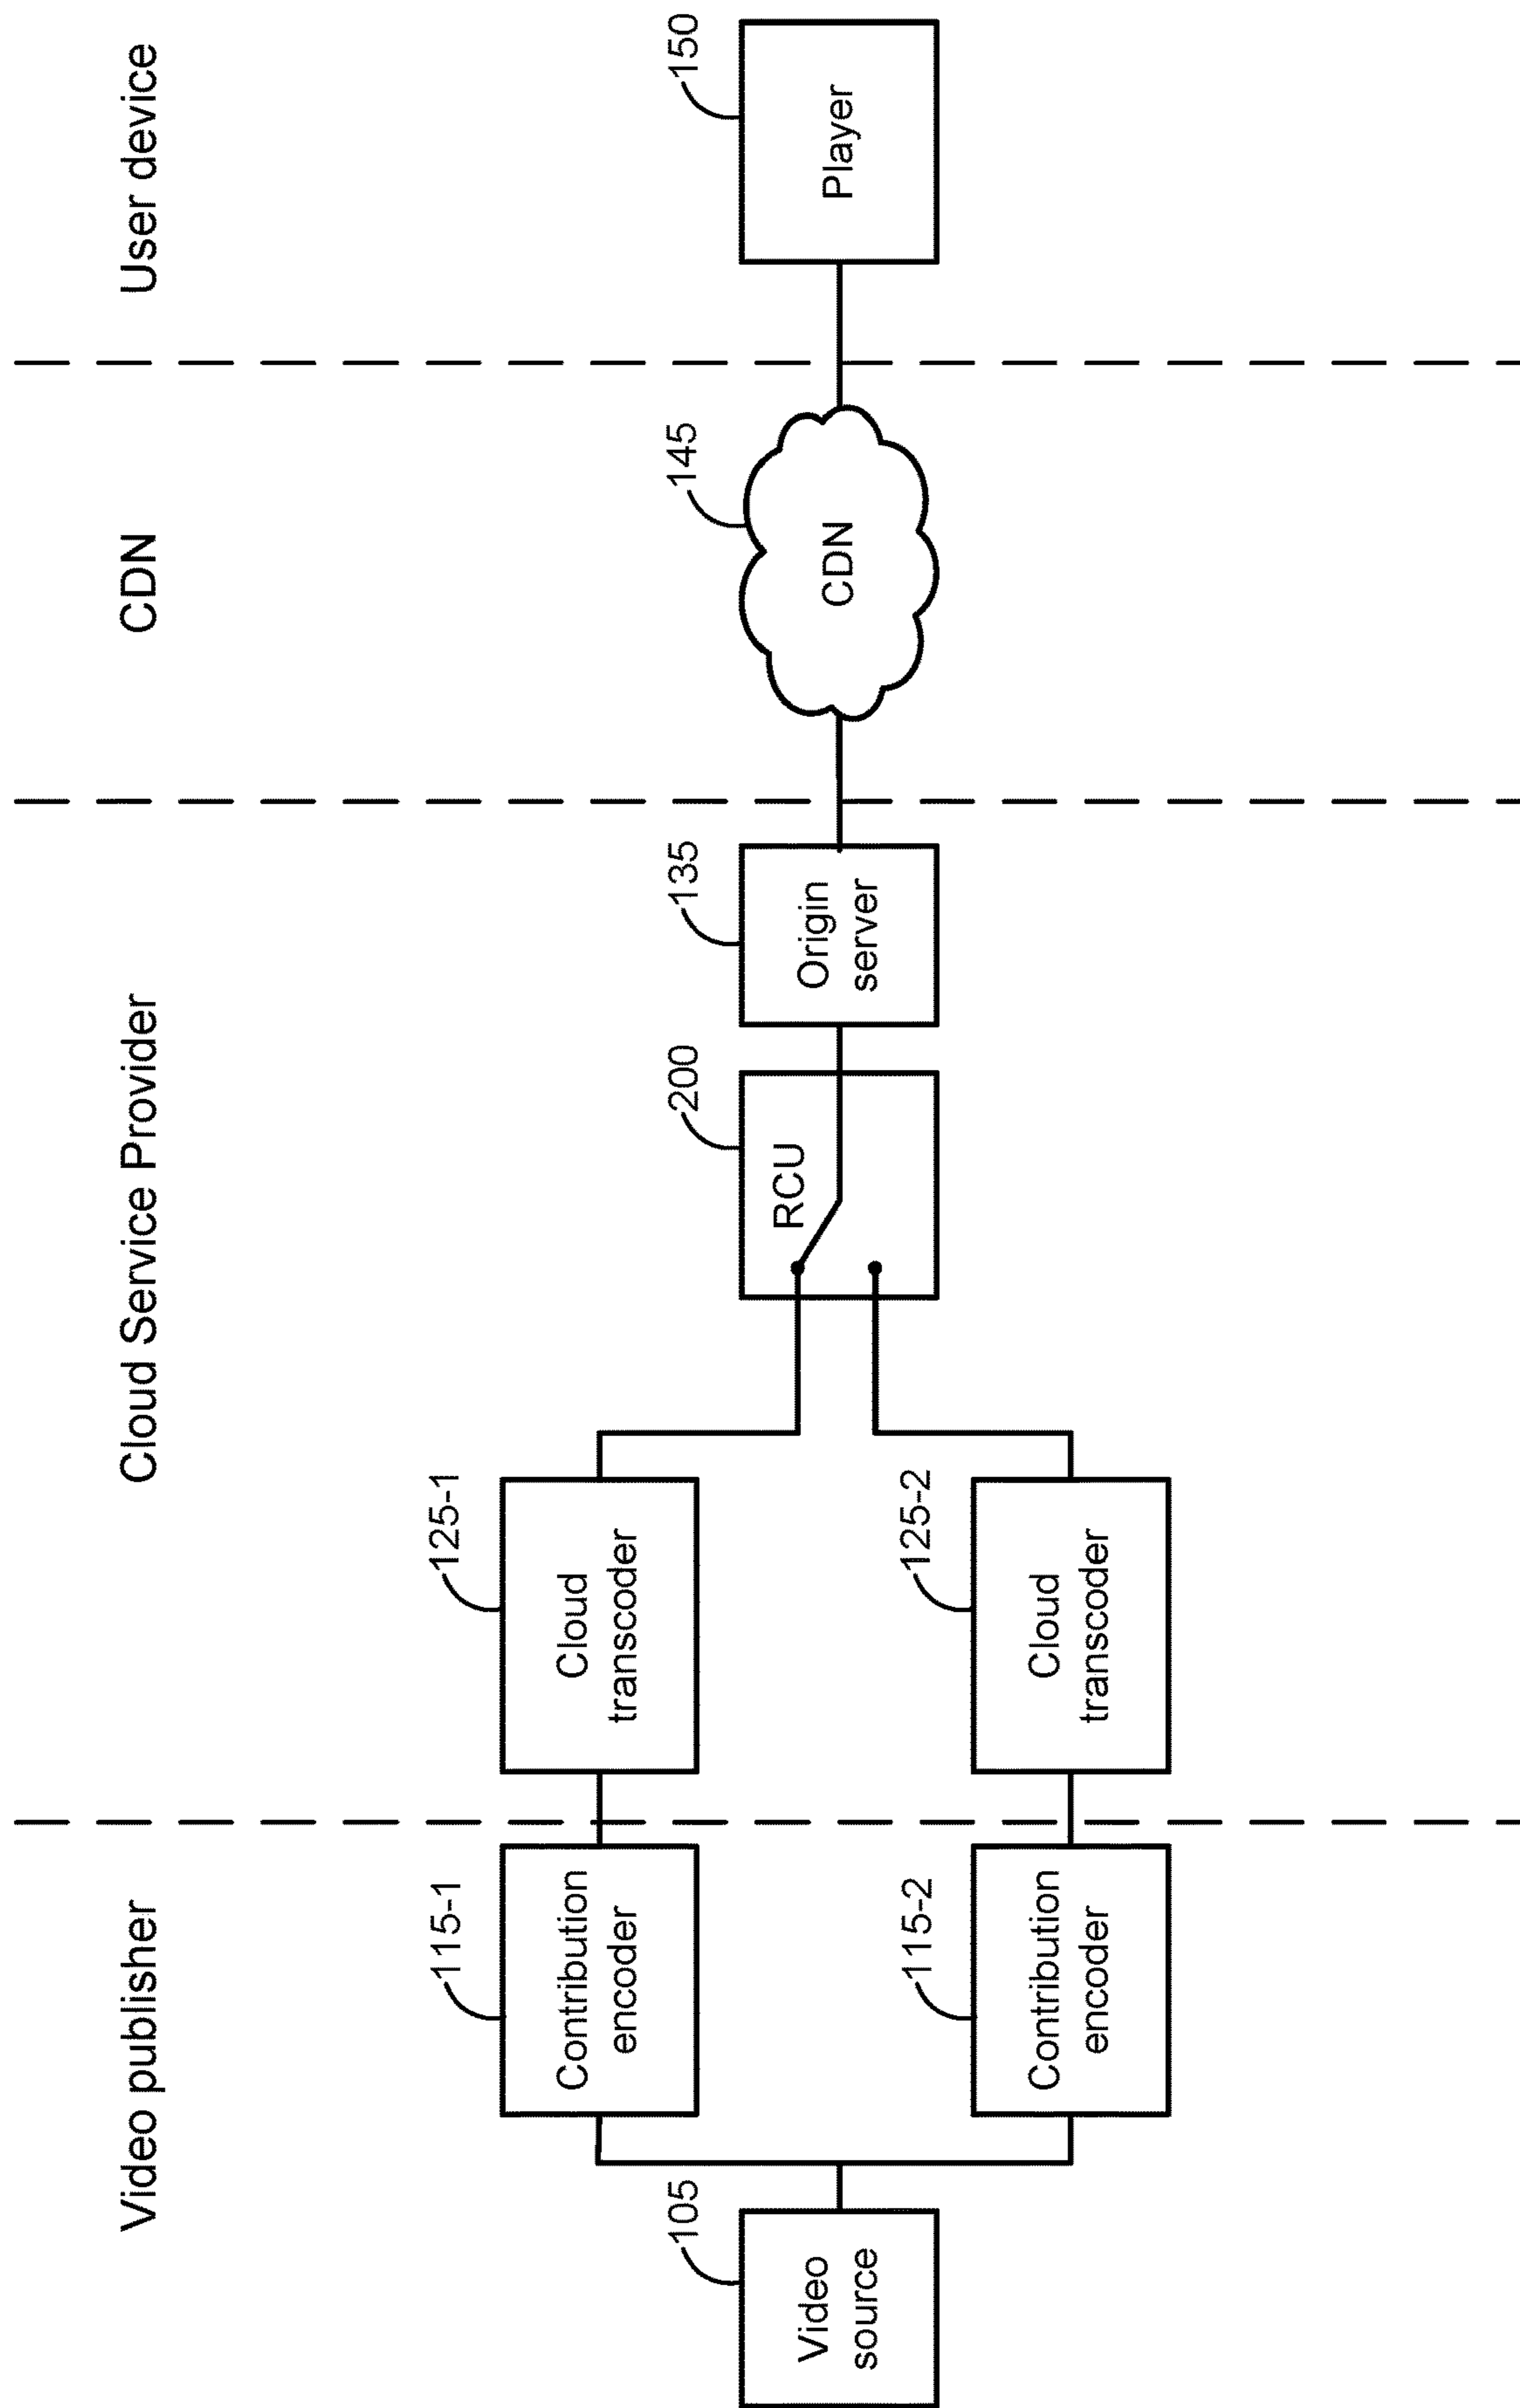 Video publisher
Cloud Service Provider
CDN
User device
105
Video
source
115-1
Contribution
encoder
115-2
Contribution
encoder
125-1
Cloud
transcoder
125-2
Cloud
transcoder
200
RCU
135
Origin
server
145
CDN
150
Player